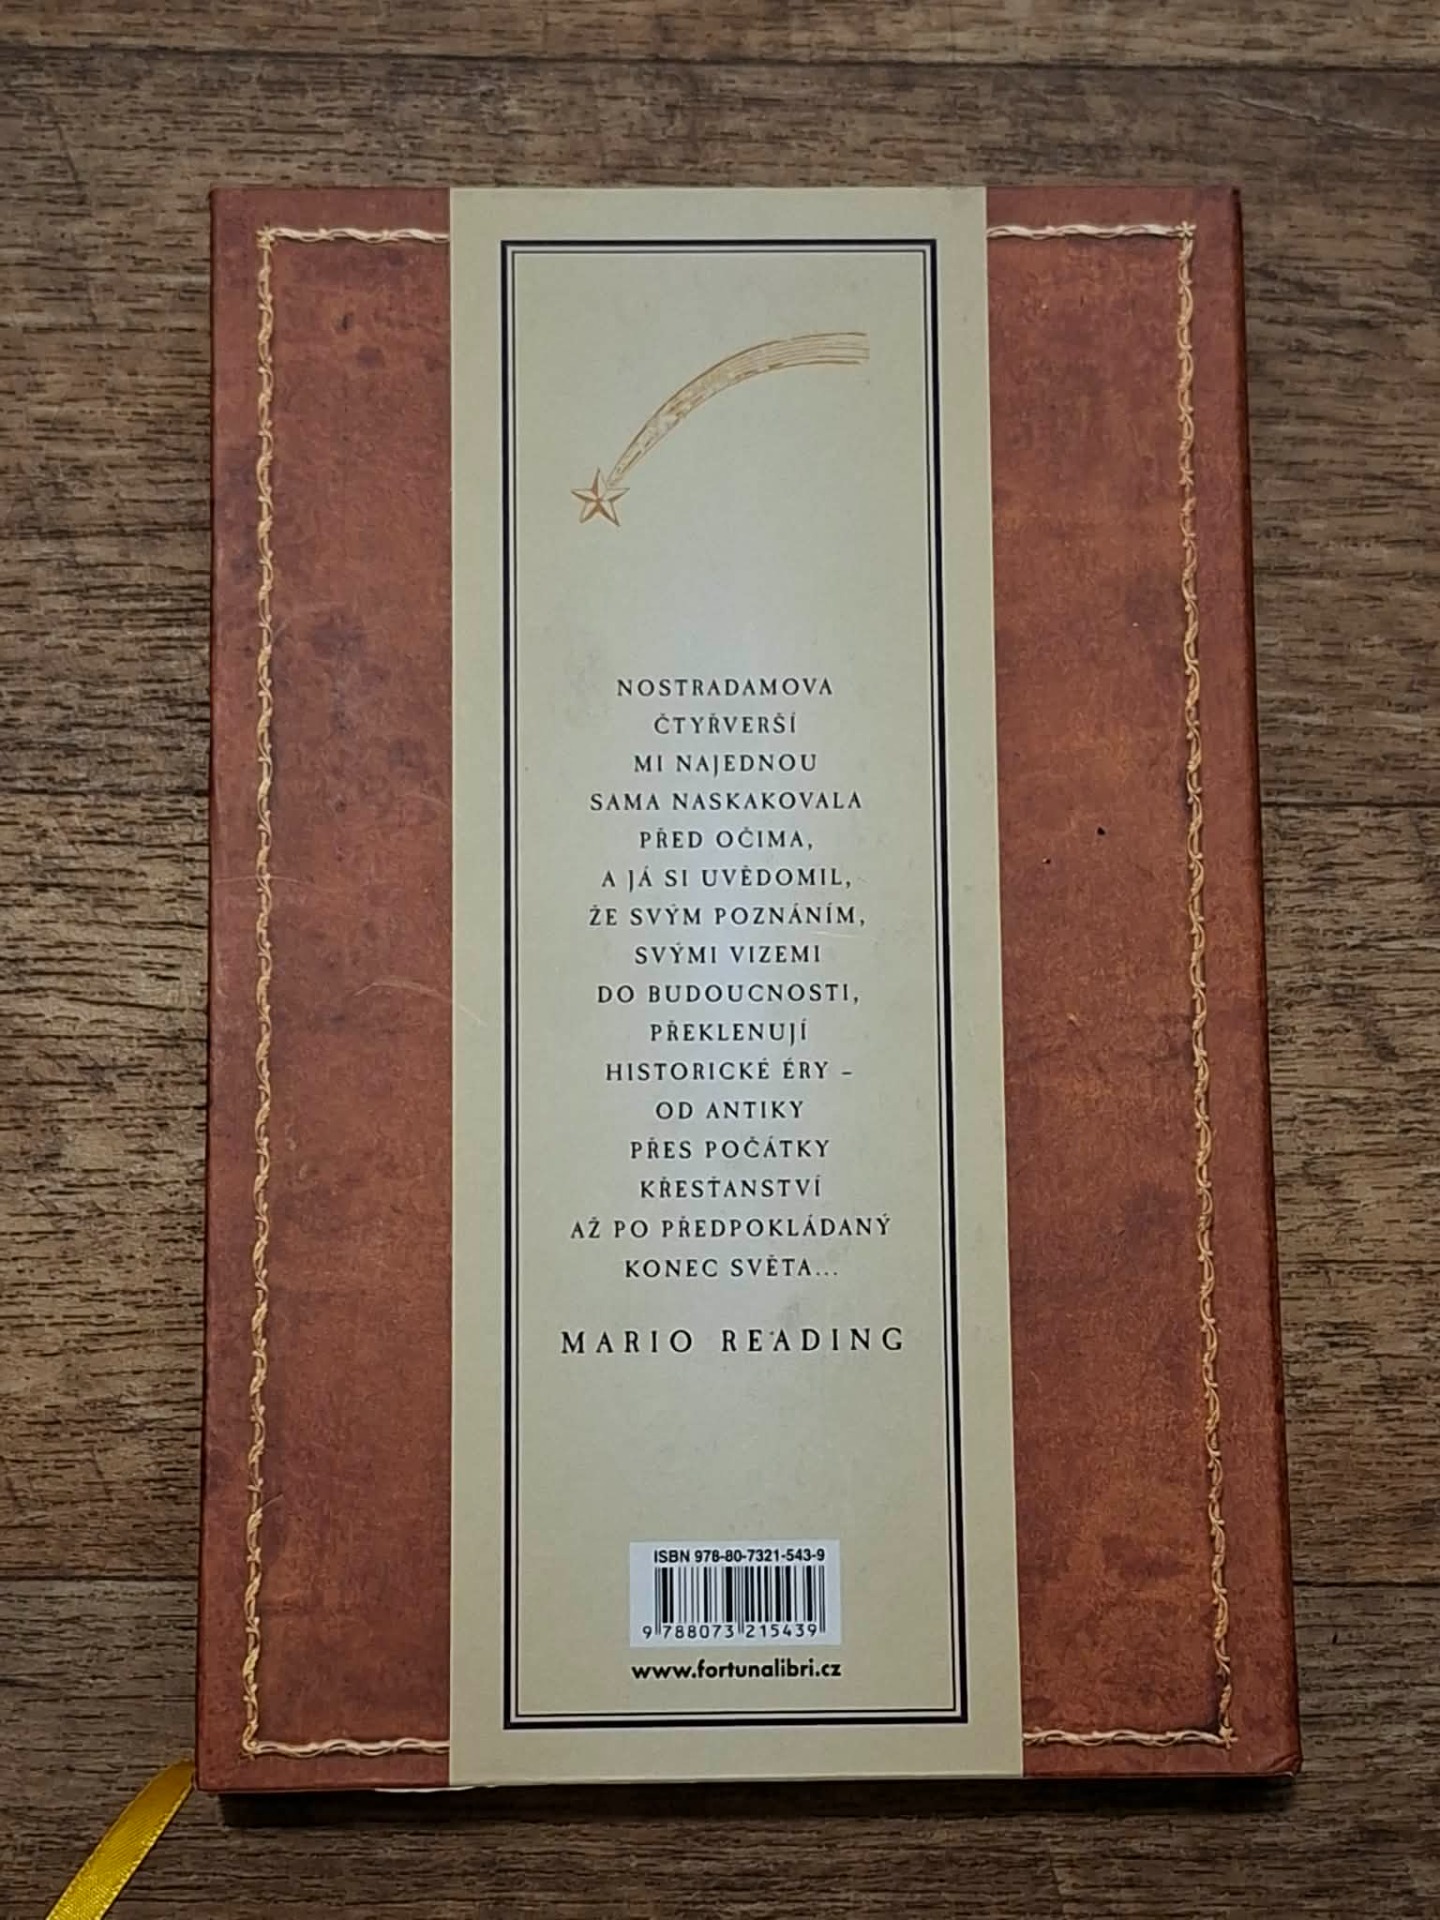 NOSTRADAMOVA
ČTYŘVERŠÍ
MI NAJEDNOU
SAMA NASKAKOVALA
PŘED OČIMA,
A JÁ SI UVĚDOMIL,
ŽE SVÝM POZNÁNÍM,
SVÝMI VIZEMI
DO BUDOUCNOSTI,
PŘEKLENUJÍ
HISTORICKÉ ÉRY –
OD ANTIKY
PŘES POČÁTKY
KŘESŤANSTVÍ
AŽ PO PŘEDPOKLÁDANÝ
KONEC SVĚTA...
MARIO READING
ISBN 978-80-7321-543-9
9 788073 215439
www.fortunalibri.cz